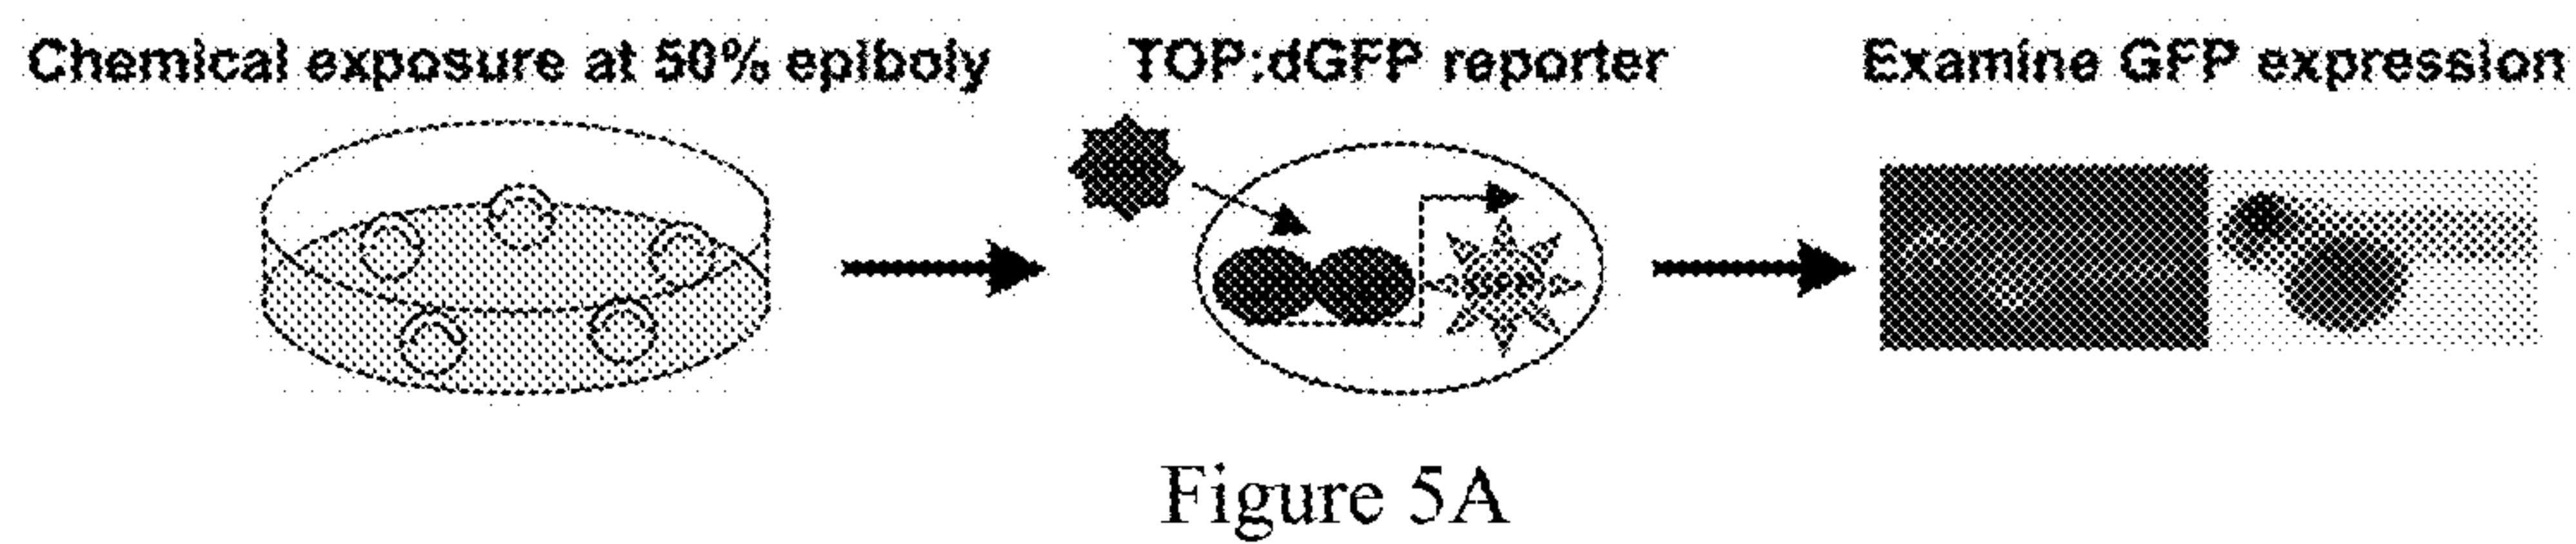 Chemical exposure at 50% epiboly
TOP:dGFP reporter
Examine GFP expression
GFP
Figure 5A